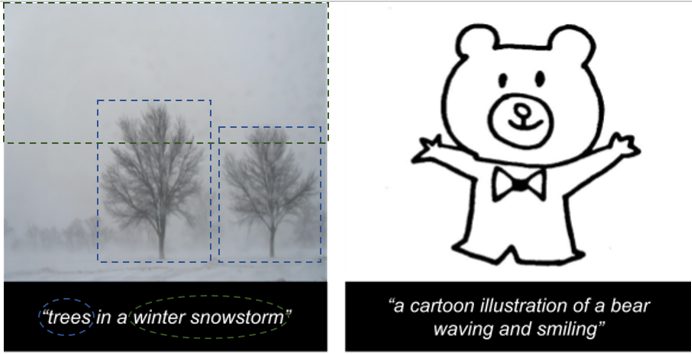 “trees in a winter snowstorm”
“a cartoon illustration of a bear
waving and smiling”